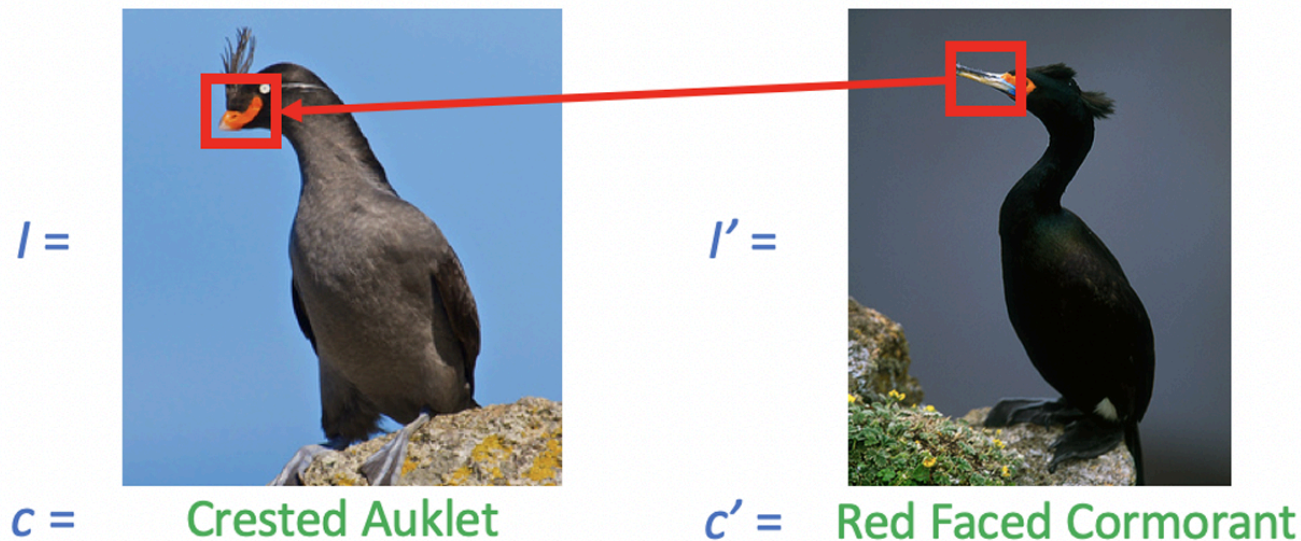 I =
I’ =
c = Crested Auklet
c’ = Red Faced Cormorant